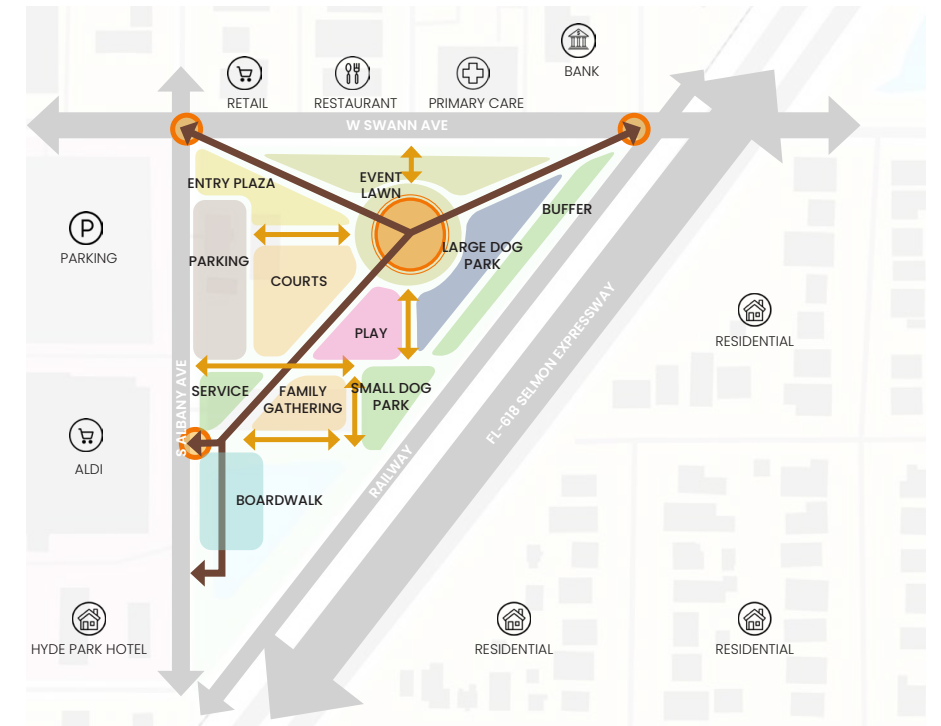 BANK
RETAIL
RESTAURANT
PRIMARY CARE
W SWANN AVE
ENTRY PLAZA
EVENT
LAWN
BUFFER
P
PARKING
PARKING
COURTS
LARGE DOG
PARK
PLAY
RESIDENTIAL
S ALBANY AVE
SERVICE
FAMILY
GATHERING
SMALL DOG
PARK
FL-618 SELMON EXPRESSWAY
RAILWAY
ALDI
BOARDWALK
HYDE PARK HOTEL
RESIDENTIAL
RESIDENTIAL